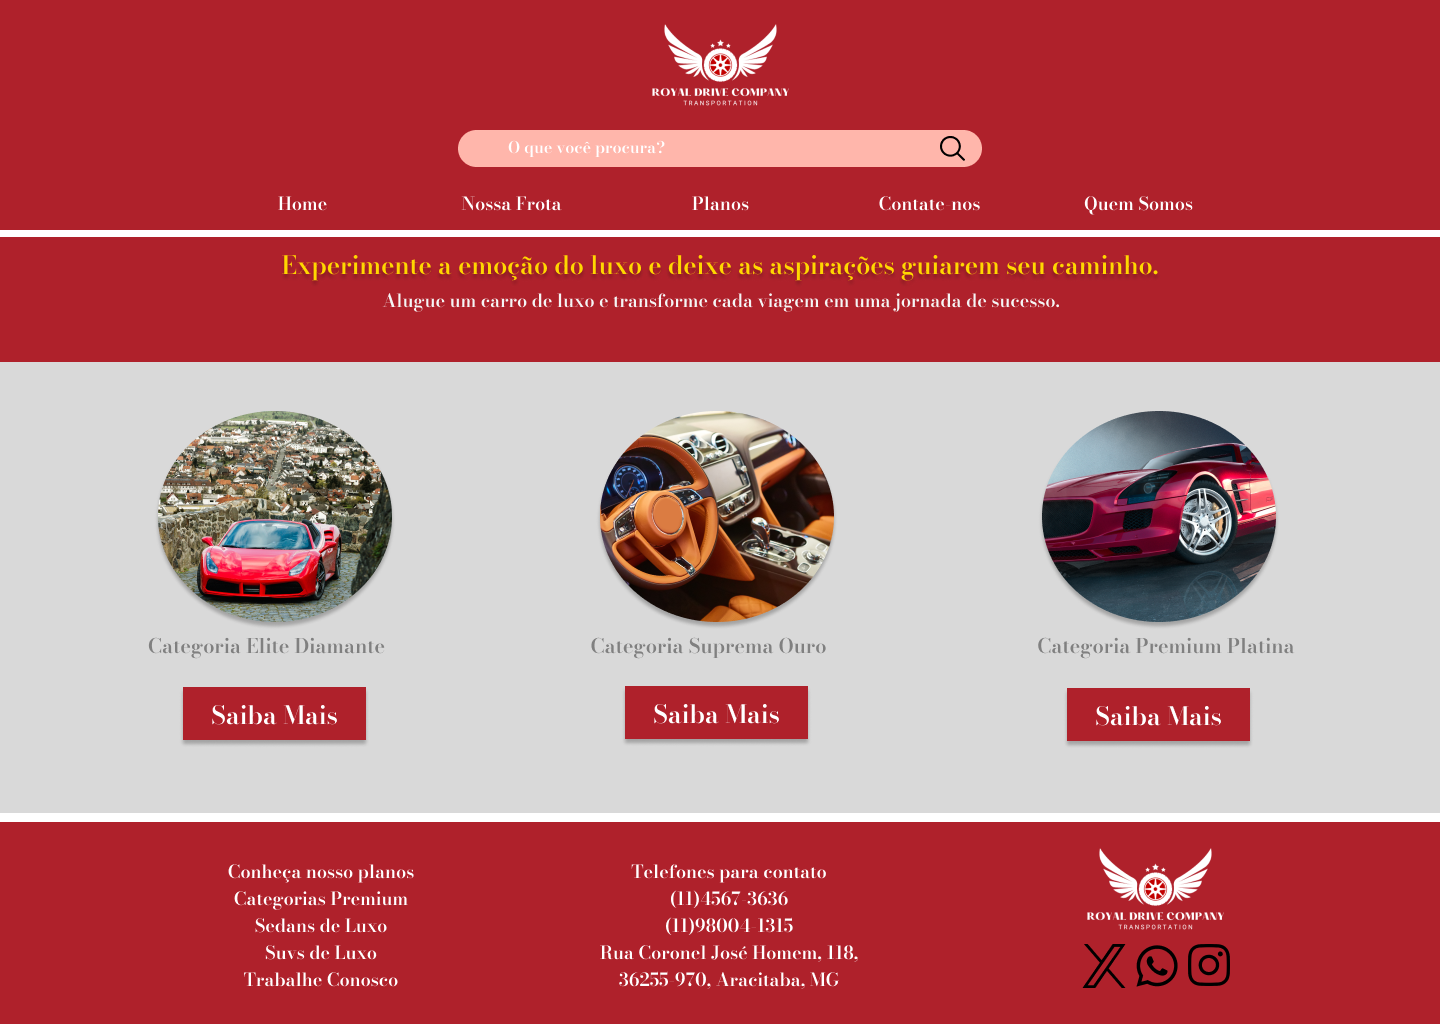 ROYAL DRIVE COMPANY
TRANSPORTATION
O que você procura?
Home Nossa Frota Planos Contate-nos Quem Somos
Experimente a emoção do luxo e deixe as aspirações guiarem seu caminho.
Alugue um carro de luxo e transforme cada viagem em uma jornada de sucesso.
Categoria Elite Diamante
Categoria Suprema Ouro
Categoria Premium Platina
Saiba Mais
Saiba Mais
Saiba Mais
Conheça nosso planos
Categorias Premium
Sedans de Luxo
Suvs de Luxo
Trabalhe Conosco
Telefones para contato
(11)4567-3636
(11)98004-1315
Rua Coronel José Homem, 118,
36255-970, Aracitaba, MG
ROYAL DRIVE COMPANY
TRANSPORTATION